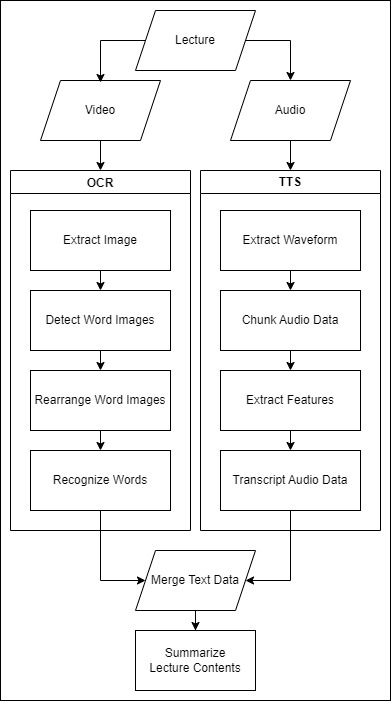 Lecture
Video
Audio
OCR
TTS
Extract Image
Extract Waveform
Detect Word Images
Chunk Audio Data
Rearrange Word Images
Extract Features
Recognize Words
Transcript Audio Data
Merge Text Data
Summarize
Lecture Contents